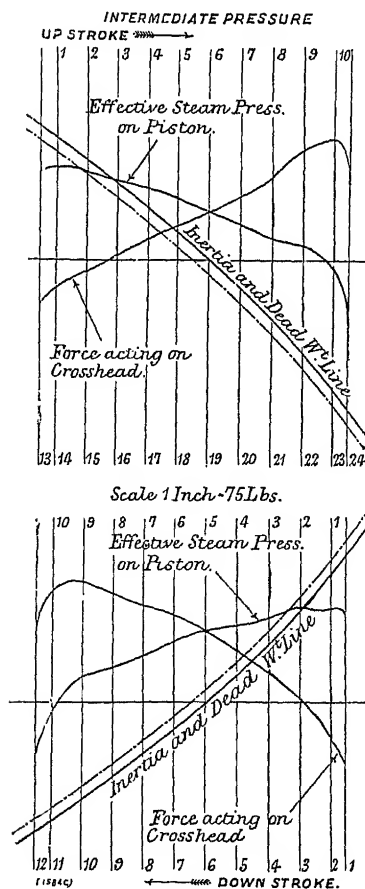 INTERMEDIATE PRESSURE
UP STROKE
1 2 3 4 5 6 7 8 9 10
Effective Steam Press.
on Piston.
Inertia and Dead Wt. Line
Force acting on
Crosshead.
13 14 15 16 17 18 19 20 21 22 23 24
Scale 1 Inch - 75 Lbs.
10 9 8 7 6 5 4 3 2 1
Effective Steam Press.
on Piston.
Inertia and Dead Wt. Line
Force acting on
Crosshead
12 11 10 9 8 7 6 5 4 3 2 1
DOWN STROKE.